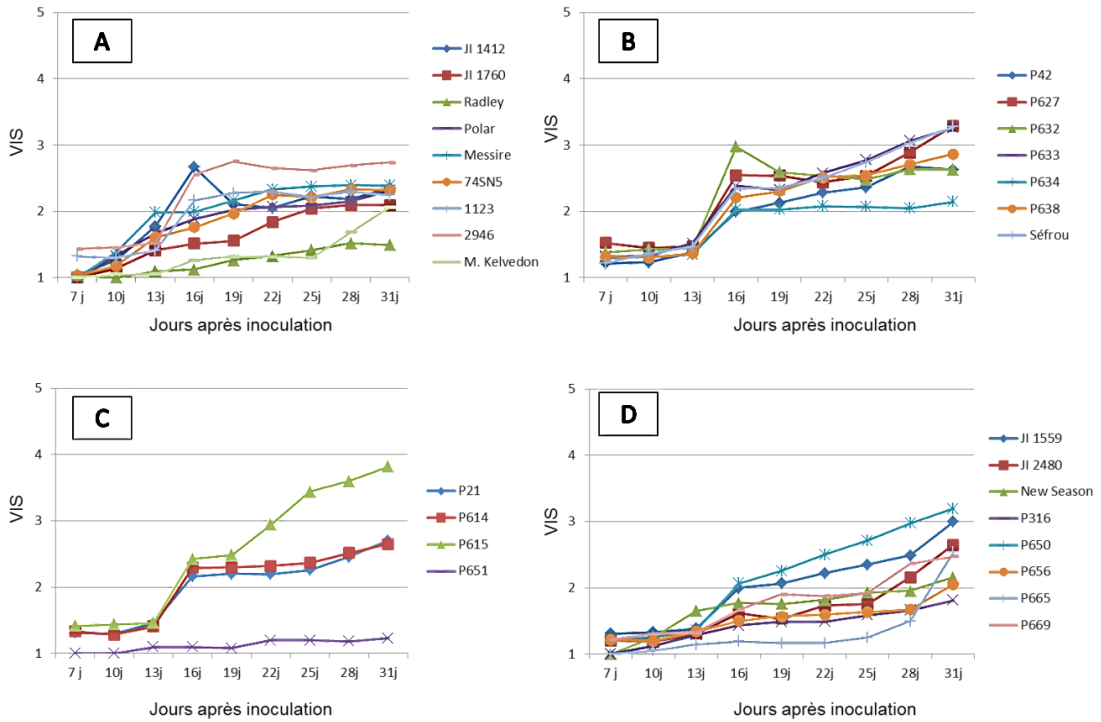 A
VIS
5
4
3
2
1
7 j 10j 13j 16j 19j 22j 25j 28j 31j
Jours après inoculation
JI 1412
JI 1760
Radley
Polar
Messire
74SN5
1123
2946
M. Kelvedon
B
VIS
5
4
3
2
1
7 j 10j 13j 16j 19j 22j 25j 28j 31j
Jours après inoculation
P42
P627
P632
P633
P634
P638
Séfrou
C
VIS
5
4
3
2
1
7 j 10j 13j 16j 19j 22j 25j 28j 31j
Jours après inoculation
P21
P614
P615
P651
D
VIS
5
4
3
2
1
7 j 10j 13j 16j 19j 22j 25j 28j 31j
Jours après inoculation
JI 1559
JI 2480
New Season
P316
P650
P656
P665
P669